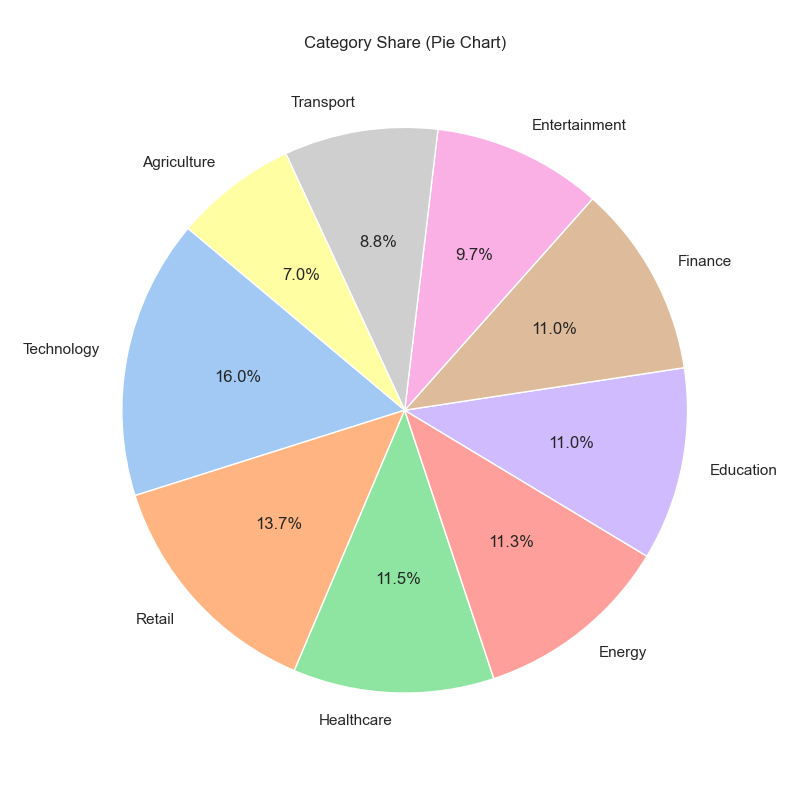 Category Share (Pie Chart)
Transport
Entertainment
Agriculture
8.8%
9.7%
Finance
7.0%
11.0%
Technology
16.0%
11.0%
Education
13.7%
11.3%
11.5%
Retail
Energy
Healthcare